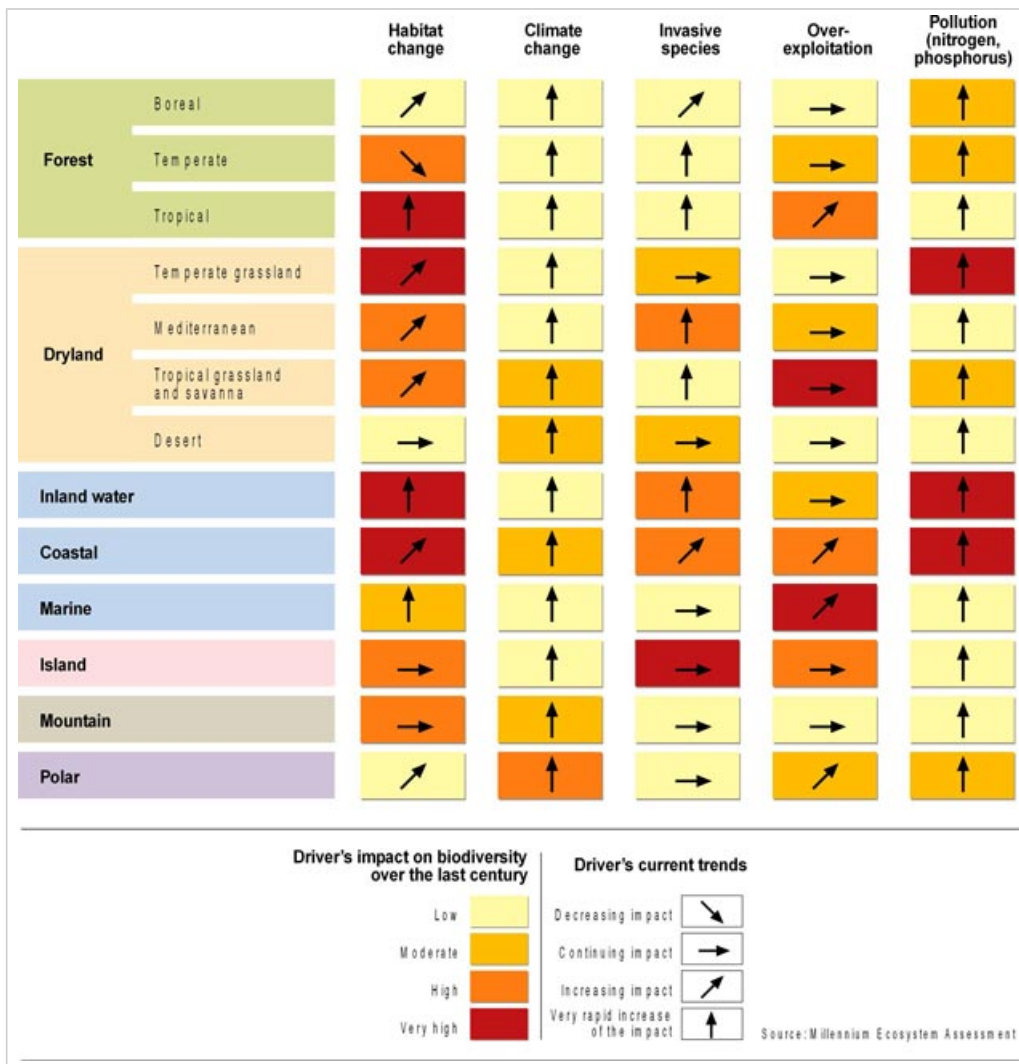 Habitat
change
Climate
change
Invasive
species
Over-
exploitation
Pollution
(nitrogen,
phosphorus)
Forest
Boreal
Temperate
Tropical
Dryland
Temperate grassland
Mediterranean
Tropical grassland
and savanna
Desert
Inland water
Coastal
Marine
Island
Mountain
Polar
Driver's impact on biodiversity
over the last century
Low
Moderate
High
Very high
Driver's current trends
Decreasing impact
Continuing impact
Increasing impact
Very rapid increase
of the impact
Source: Millennium Ecosystem Assessment